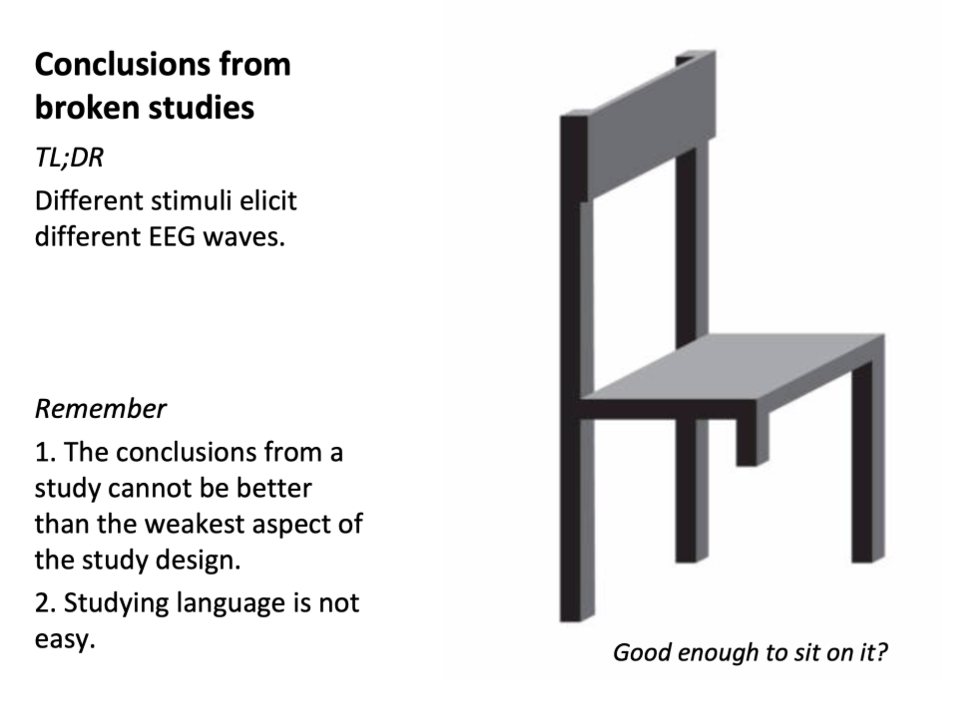 Conclusions from
broken studies
TL;DR
Different stimuli elicit
different EEG waves.
Remember
1. The conclusions from a
study cannot be better
than the weakest aspect of
the study design.
2. Studying language is not
easy.
Good enough to sit on it?